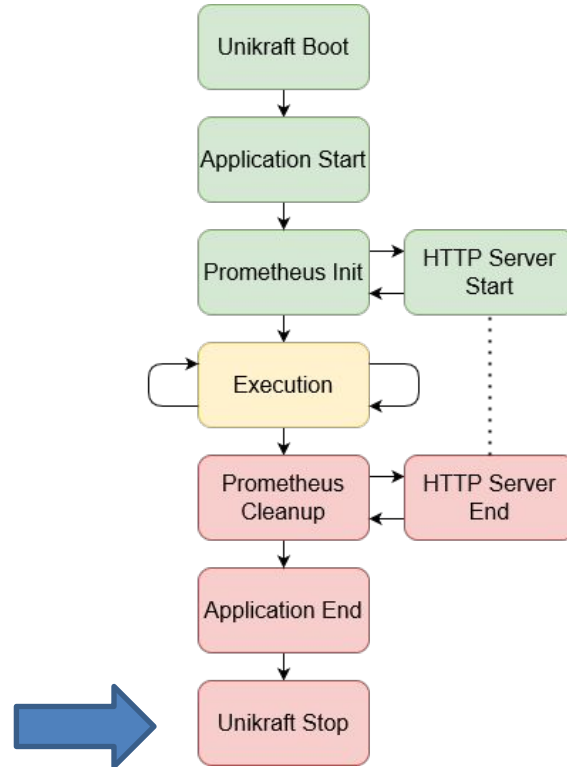 Unikraft Boot
Application Start
Prometheus Init
HTTP Server
Start
Execution
Prometheus
Cleanup
HTTP Server
End
Application End
Unikraft Stop